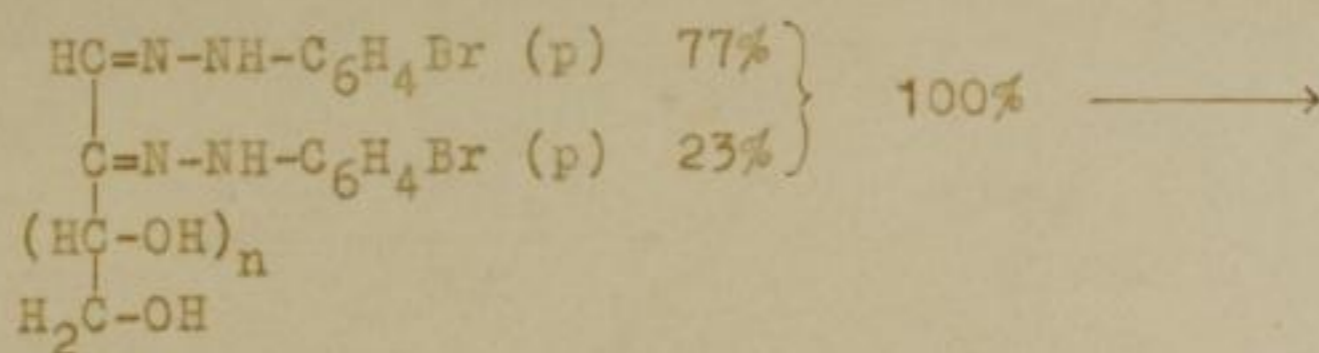 HC=N-NH-C6H4Br (p) 77%
100%
C=N-NH-C6H4Br (p) 23%
(HC-OH)n
H2C-OH